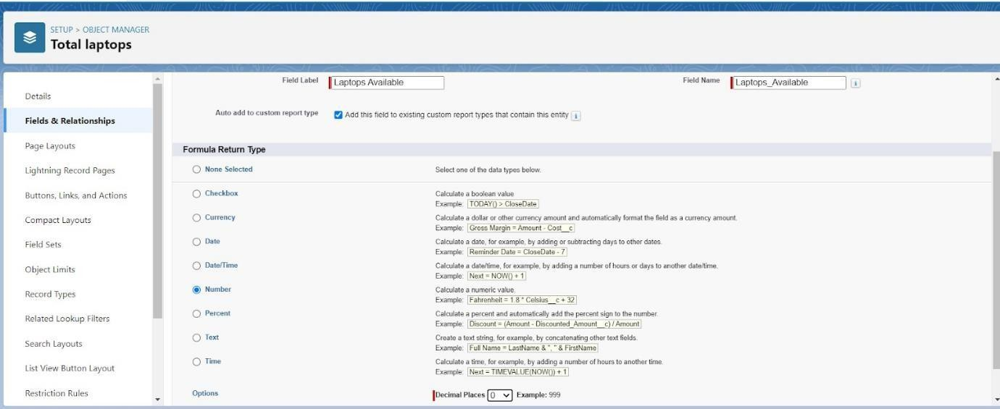 SETUP > OBJECT MANAGER
Total laptops
Details
Fields & Relationships
Page Layouts
Lightning Record Pages
Buttons, Links, and Actions
Compact Layouts
Field Sets
Object Limits
Record Types
Related Lookup Filters
Search Layouts
List View Button Layout
Restriction Rules
Field Label Laptops Available Field Name Laptops_Available i
Auto add to custom report type Add this field to existing custom report types that contain this entity i
Formula Return Type
None Selected Select one of the data types below.
Checkbox Calculate a boolean value
Example: TODAY() > CloseDate
Currency Calculate a dollar or other currency amount and automatically format the field as a currency amount.
Example: Gross Margin = Amount - Cost__c
Date Calculate a date, for example, by adding or subtracting days to other dates.
Example: Reminder Date = CloseDate - 7
Date/Time Calculate a date/time, for example, by adding a number of hours or days to another date/time.
Example: Next = NOW() + 1
Number Calculate a numeric value.
Example: Fahrenheit = 1.8 * Celsius__c + 32
Percent Calculate a percent and automatically add the percent sign to the number.
Example: Discount = (Amount - Discounted_Amount__c) / Amount
Text Create a text string, for example, by concatenating other text fields.
Example: Full Name = LastName & ", " & FirstName
Time Calculate a time, for example, by adding a number of hours to another time.
Example: Next = TIMEVALUE(NOW()) + 1
Options Decimal Places 0 Example: 999